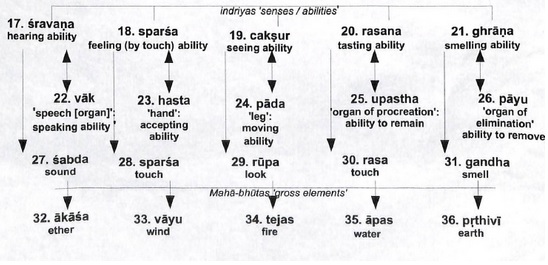 indriyas 'senses / abilities'
17. śravaṇa
hearing ability
18. sparśa
feeling (by touch) ability
19. cakṣur
seeing ability
20. rasana
tasting ability
21. ghrāṇa
smelling ability
22. vāk
'speech [organ]':
speaking ability '
23. hasta
'hand':
accepting
ability
24. pāda
'leg':
moving
ability
25. upastha
'organ of procreation':
ability to remain
26. pāyu
'organ of
elimination'
ability to remove
27. śabda
sound
28. sparśa
touch
29. rūpa
look
30. rasa
touch
31. gandha
smell
Mahā-bhūtas 'gross elements'
32. ākāśa
ether
33. vāyu
wind
34. tejas
fire
35. āpas
water
36. pṛthivī
earth